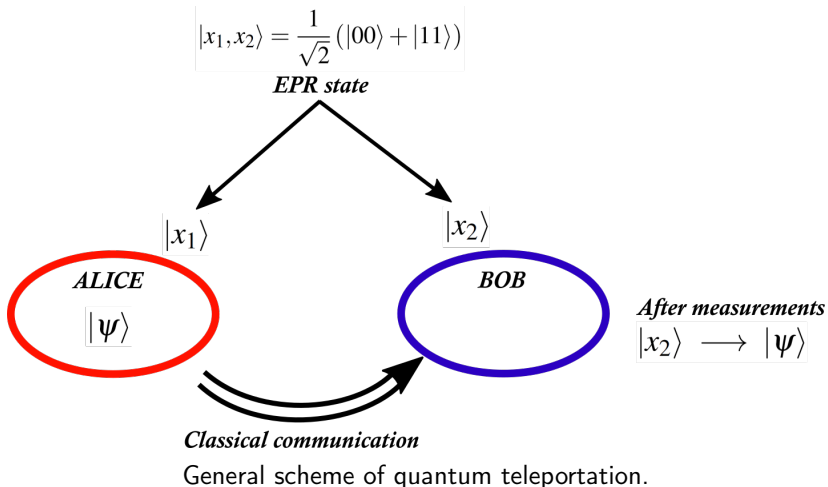 |x₁,x₂⟩ = 1/√2 (|00⟩ + |11⟩)
EPR state
|x₁⟩
|x₂⟩
ALICE
|ψ⟩
BOB
After measurements
|x₂⟩ ⟶ |ψ⟩
Classical communication
General scheme of quantum teleportation.